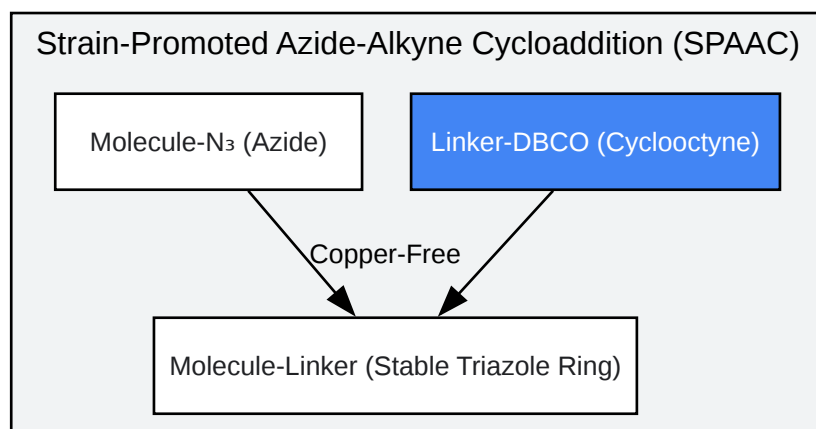 Strain-Promoted Azide-Alkyne Cycloaddition (SPAAC)
Molecule-N₃ (Azide)
Linker-DBCO (Cyclooctyne)
Copper-Free
Molecule-Linker (Stable Triazole Ring)